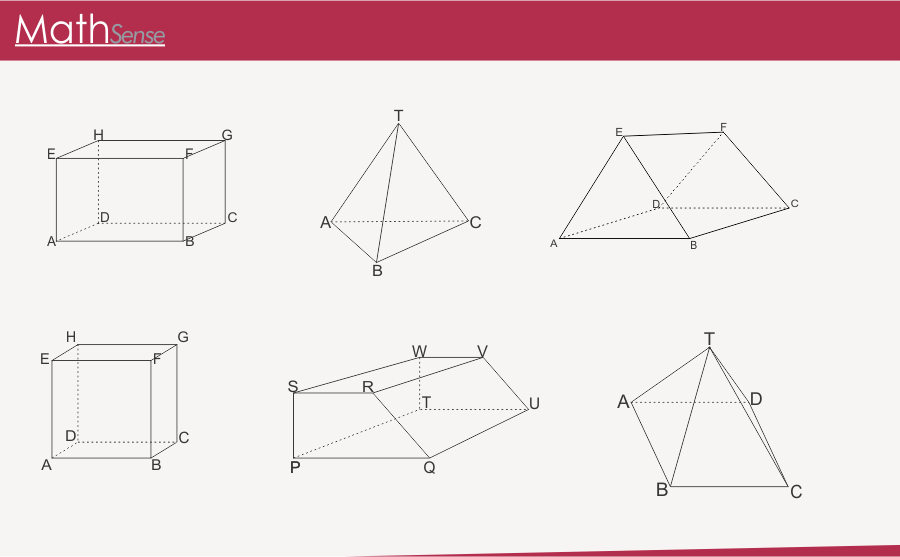 MathSense
H G
E F
D C
A B
T
A C
B
E F
D C
A B
H G
E F
D C
A B
W V
S R
T U
P Q
T
A D
B C